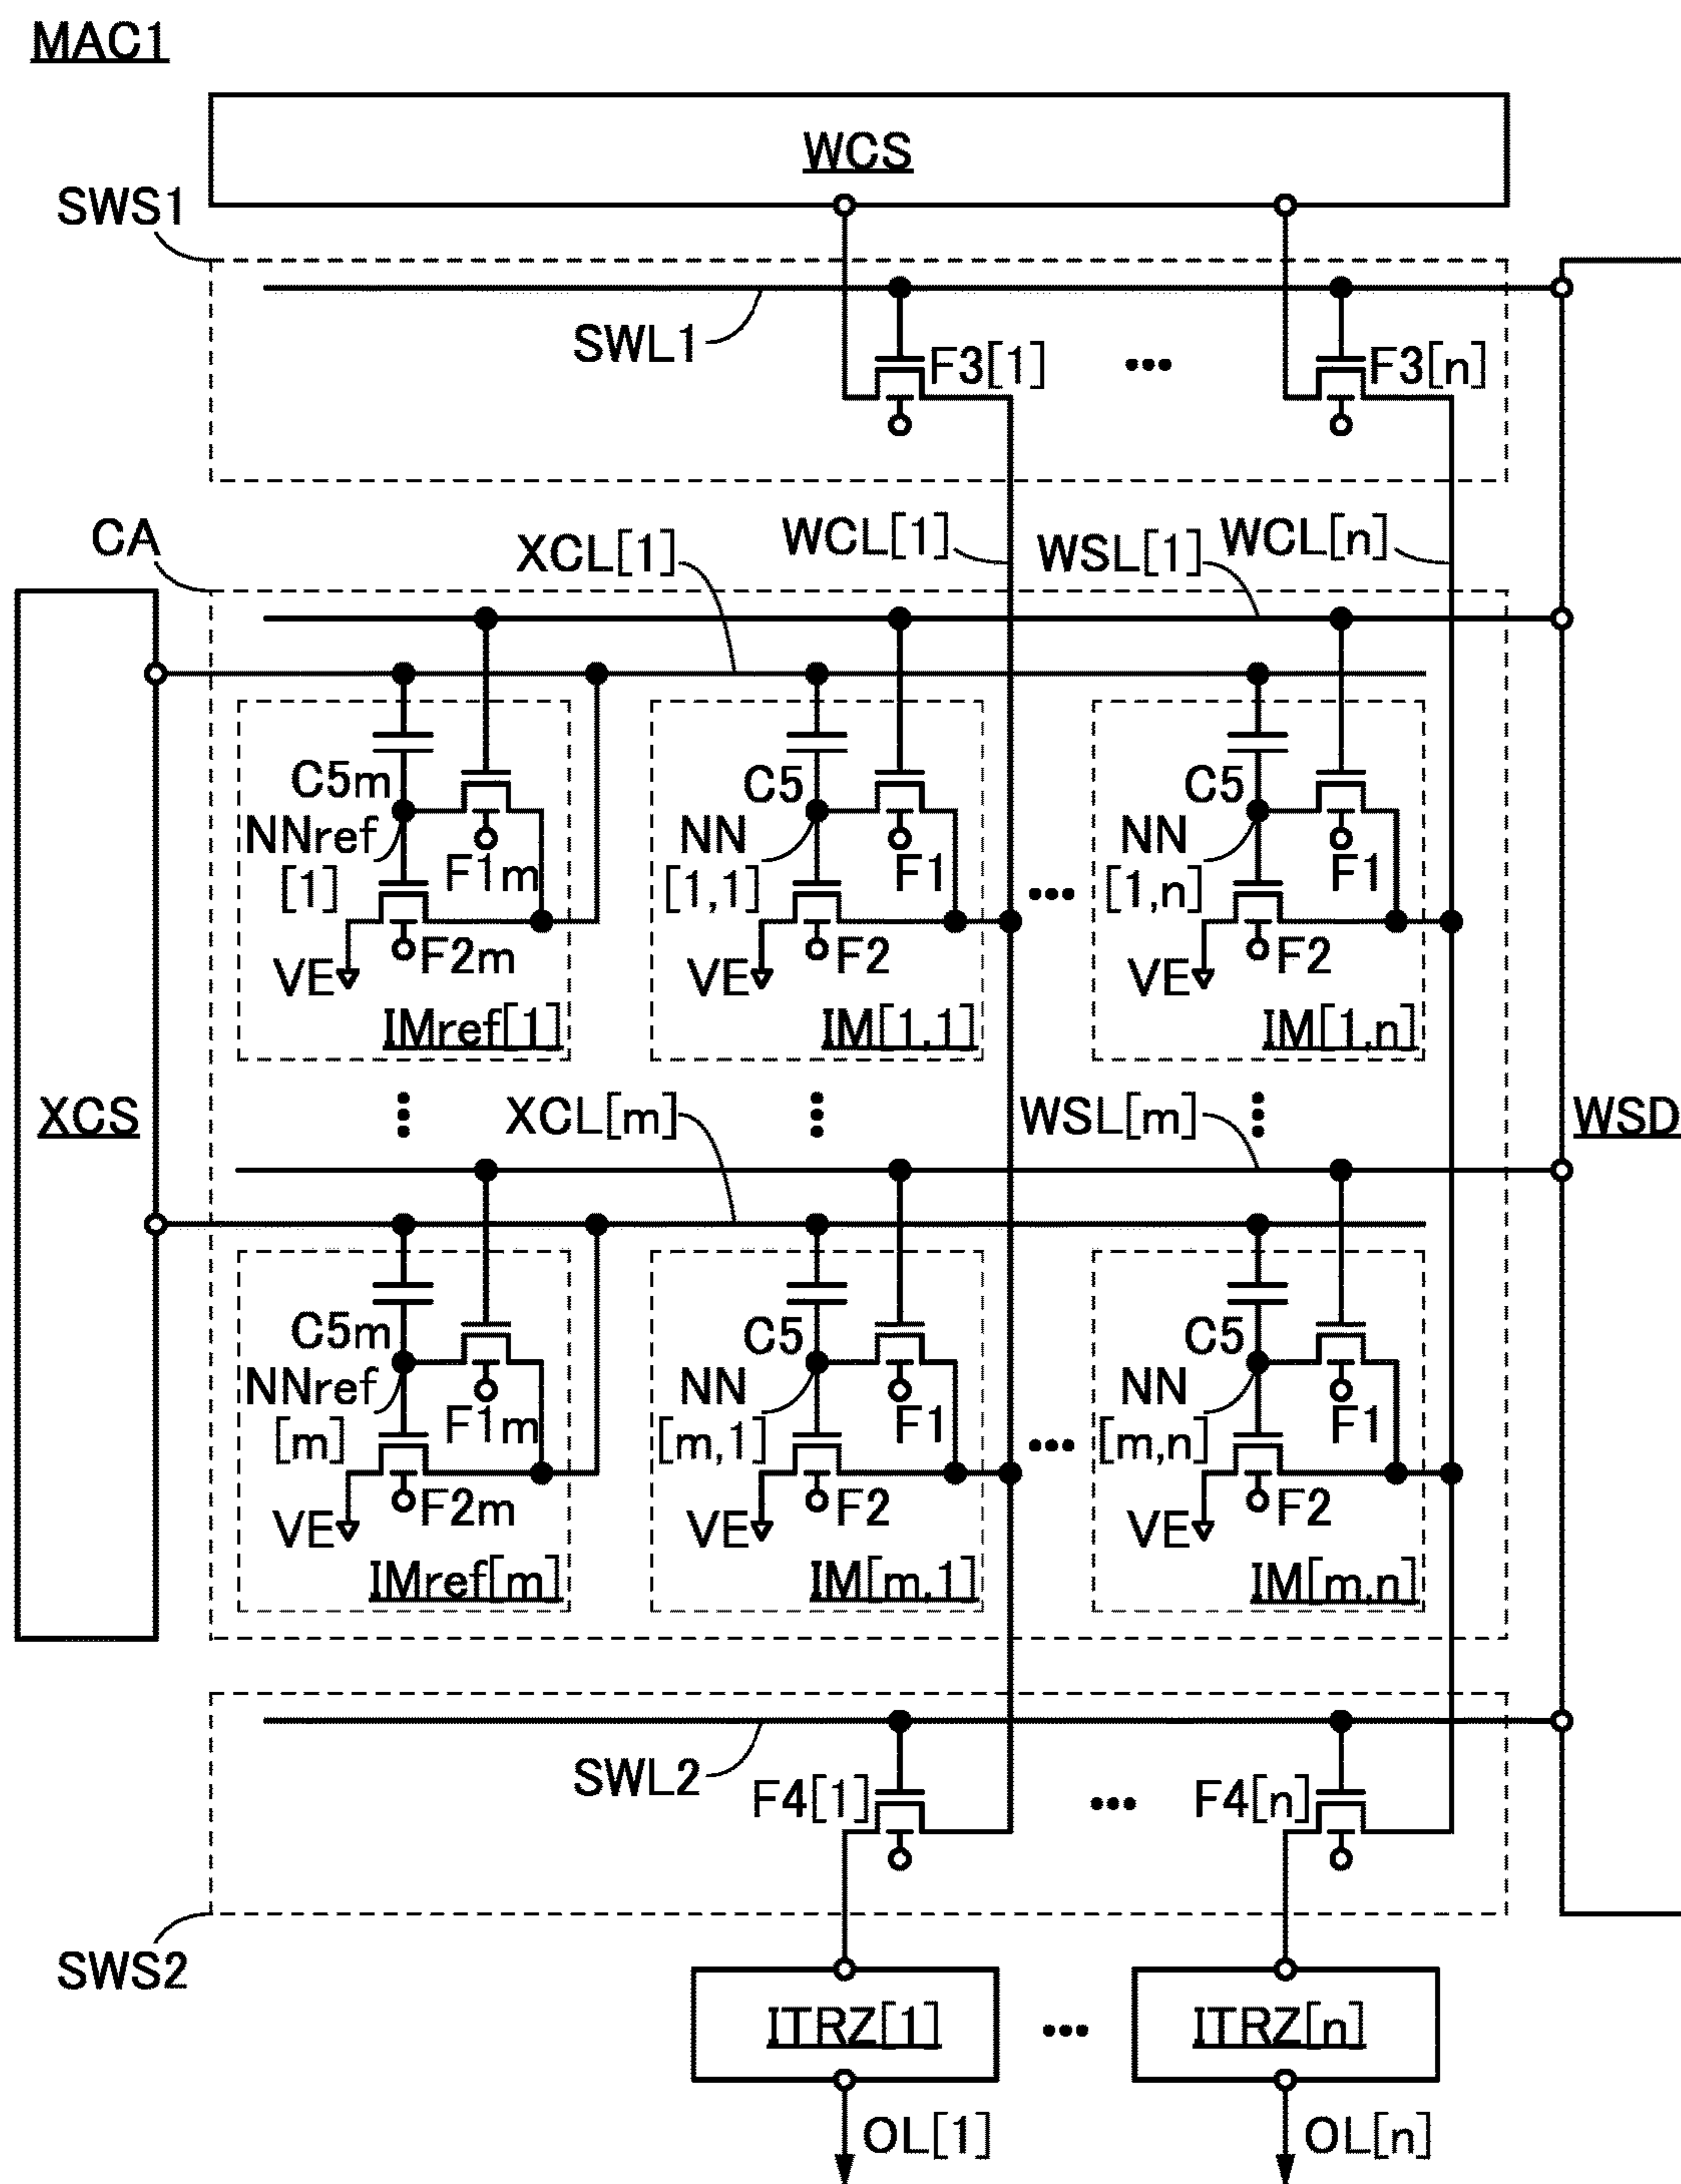 MAC1
WCS
SWS1
SWL1
F3[1]
...
F3[n]
CA
XCL[1]
WCL[1]
WSL[1]
WCL[n]
C5m
C5
C5
NNref
[1]
F1m
NN
[1,1]
F1
...
NN
[1,n]
F1
VE
F2m
VE
F2
VE
F2
IMref[1]
IM[1,1]
IM[1,n]
XCS
XCL[m]
WSL[m]
WSD
C5m
C5
C5
NNref
[m]
F1m
NN
[m,1]
F1
...
NN
[m,n]
F1
VE
F2m
VE
F2
VE
F2
IMref[m]
IM[m,1]
IM[m,n]
SWL2
F4[1]
...
F4[n]
SWS2
ITRZ[1]
...
ITRZ[n]
OL[1]
OL[n]